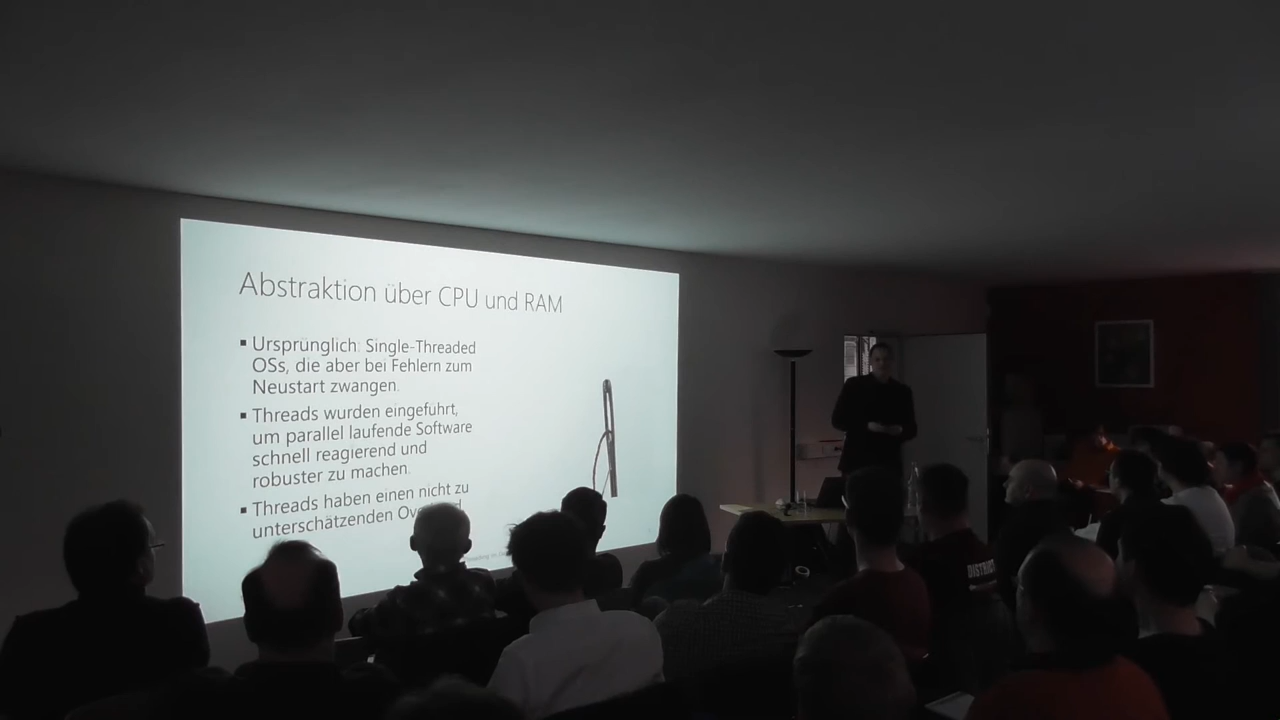 Abstraktion über CPU und RAM
▪ Ursprünglich: Single-Threaded
OSs, die aber bei Fehlern zum
Neustart zwangen.
▪ Threads wurden eingeführt,
um parallel laufende Software
schnell reagierend und
robuster zu machen.
▪ Threads haben einen nicht zu
unterschätzenden
DISTRICT